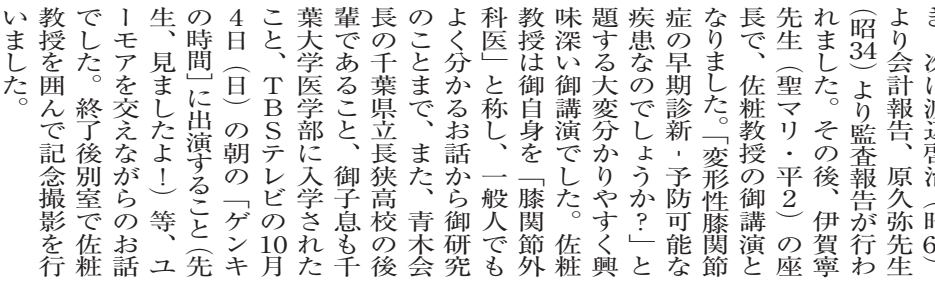 より会計報告、原久弥先生
（昭34）より監査報告が行わ
れました。その後、伊賀寧
先生（聖マリ・平２）の座
長で、佐粧教授の御講演と
なりました。「変形性膝関節
症の早期診新‐予防可能な
疾患なのでしょうか？」と
題する大変分かりやすく興
味深い御講演でした。佐粧
教授は御自身を「膝関節外
科医」と称し、一般人でも
よく分かるお話から御研究
のことまで、また、青木会
長の千葉県立長狭高校の後
輩であること、御子息も千
葉大学医学部に入学された
こと、ＴＢＳテレビの10月
４日（日）の朝の「ゲンキ
の時間」に出演すること（先
生、見ましたよ！）等、ユ
ーモアを交えながらのお話
でした。終了後別室で佐粧
教授を囲んで記念撮影を行
いました。